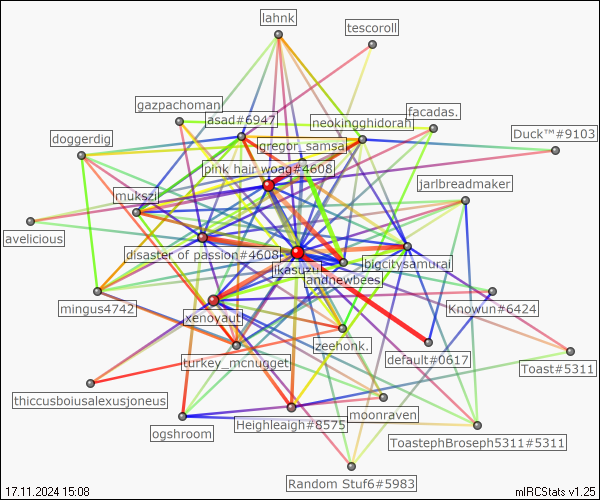 lahnk
tescoroll
gazpachoman
asad#6947
neokingghidorah
facadas.
Duck™#9103
doggerdig
gregor_samsa
pink hair woag#4608
jarlbreadmaker
mukszi
avelicious
disaster of passion#4608
likasuzu
andnewbees
bigcitysamurai
mingus4742
xenoyaut
Knowun#6424
zeehonk.
turkey_mcnugget
default#0617
Toast#5311
thiccusboiusalexusjoneus
moonraven
ogshroom
Heighleaigh#8575
ToastephBroseph5311#5311
Random Stuf6#5983
17.11.2024 15:08
mIRCStats v1.25